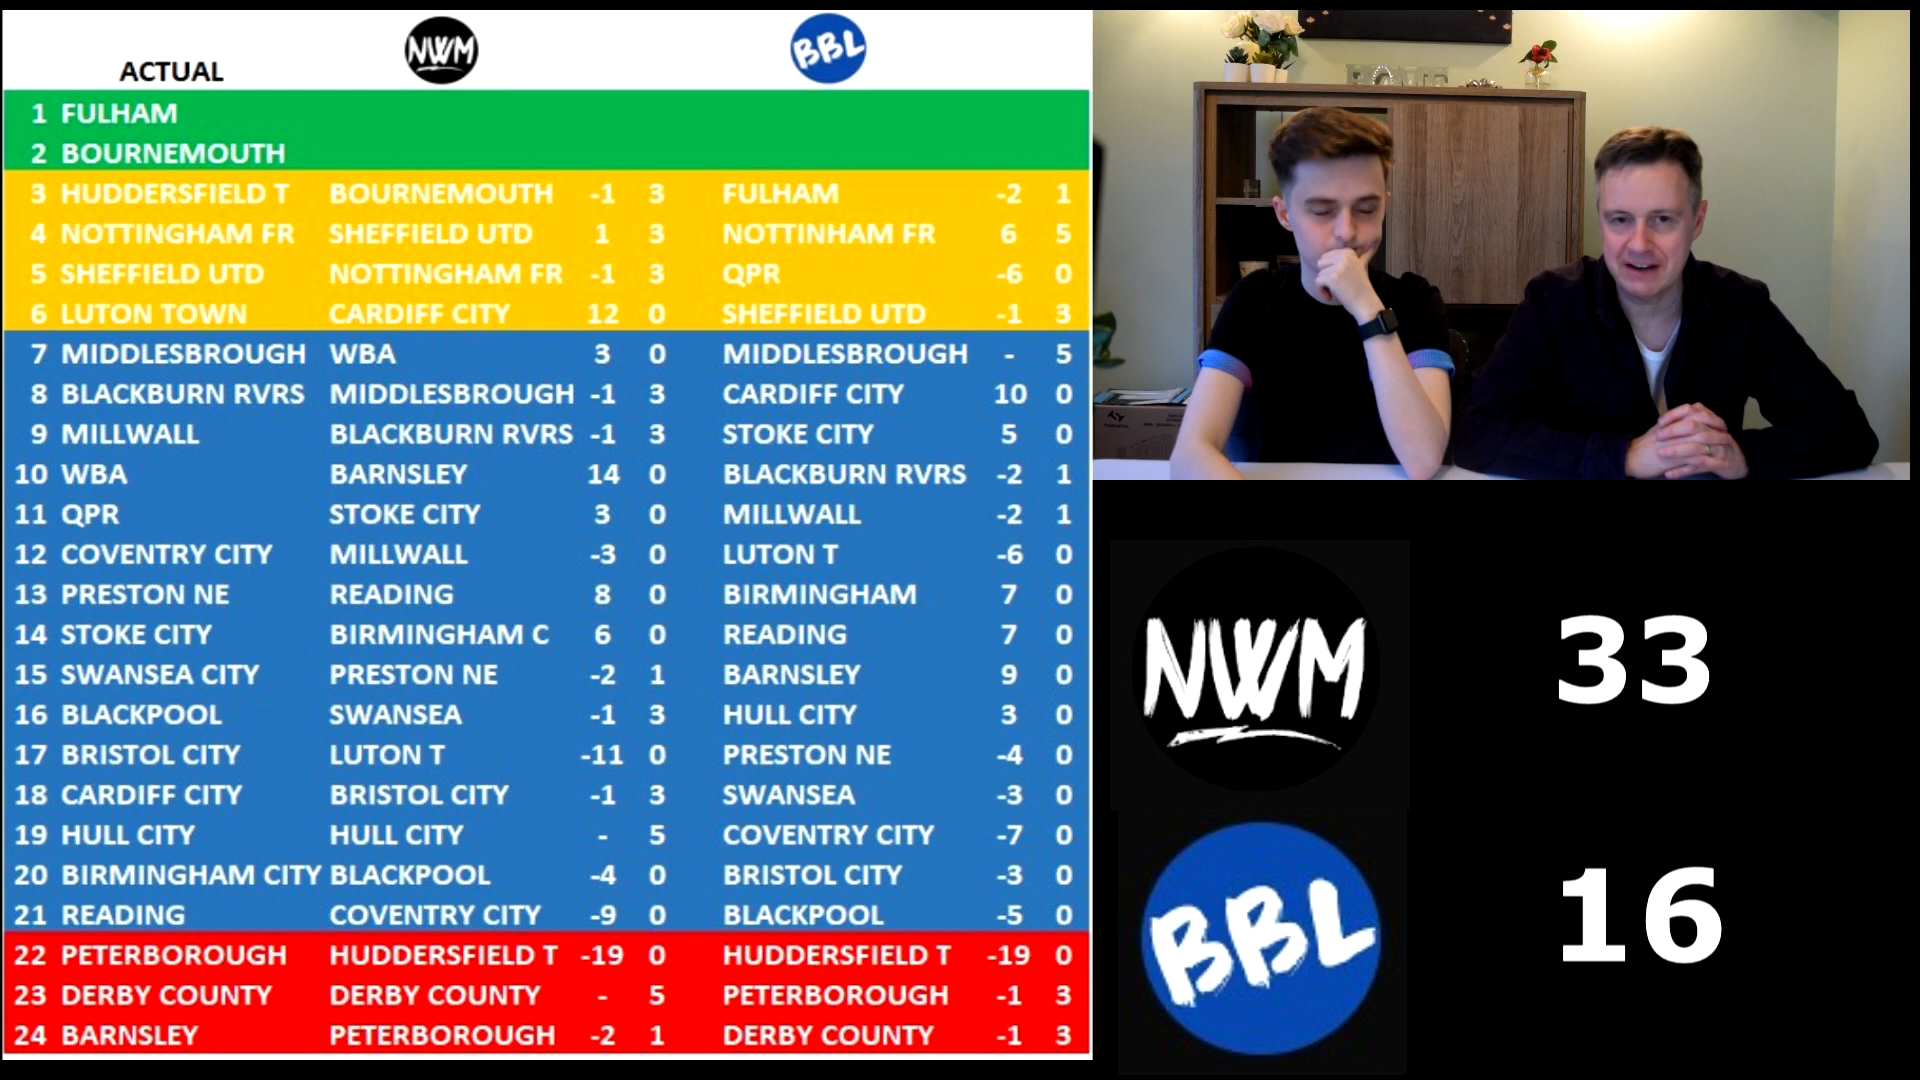 NWM BBL
ACTUAL
1 FULHAM
2 BOURNEMOUTH
3 HUDDERSFIELD T BOURNEMOUTH -1 3 FULHAM -2 1
4 NOTTINGHAM FR SHEFFIELD UTD 1 3 NOTTINHAM FR 6 5
5 SHEFFIELD UTD NOTTINGHAM FR -1 3 QPR -6 0
6 LUTON TOWN CARDIFF CITY 12 0 SHEFFIELD UTD -1 3
7 MIDDLESBROUGH WBA 3 0 MIDDLESBROUGH - 5
8 BLACKBURN RVRS MIDDLESBROUGH -1 3 CARDIFF CITY 10 0
9 MILLWALL BLACKBURN RVRS -1 3 STOKE CITY 5 0
10 WBA BARNSLEY 14 0 BLACKBURN RVRS -2 1
11 QPR STOKE CITY 3 0 MILLWALL -2 1
12 COVENTRY CITY MILLWALL -3 0 LUTON T -6 0
13 PRESTON NE READING 8 0 BIRMINGHAM 7 0
14 STOKE CITY BIRMINGHAM C 6 0 READING 7 0
15 SWANSEA CITY PRESTON NE -2 1 BARNSLEY 9 0
16 BLACKPOOL SWANSEA -1 3 HULL CITY 3 0
17 BRISTOL CITY LUTON T -11 0 PRESTON NE -4 0
18 CARDIFF CITY BRISTOL CITY -1 3 SWANSEA -3 0
19 HULL CITY HULL CITY - 5 COVENTRY CITY -7 0
20 BIRMINGHAM CITY BLACKPOOL -4 0 BRISTOL CITY -3 0
21 READING COVENTRY CITY -9 0 BLACKPOOL -5 0
22 PETERBOROUGH HUDDERSFIELD T -19 0 HUDDERSFIELD T -19 0
23 DERBY COUNTY DERBY COUNTY - 5 PETERBOROUGH -1 3
24 BARNSLEY PETERBOROUGH -2 1 DERBY COUNTY -1 3
HOME
NWM 33
BBL 16